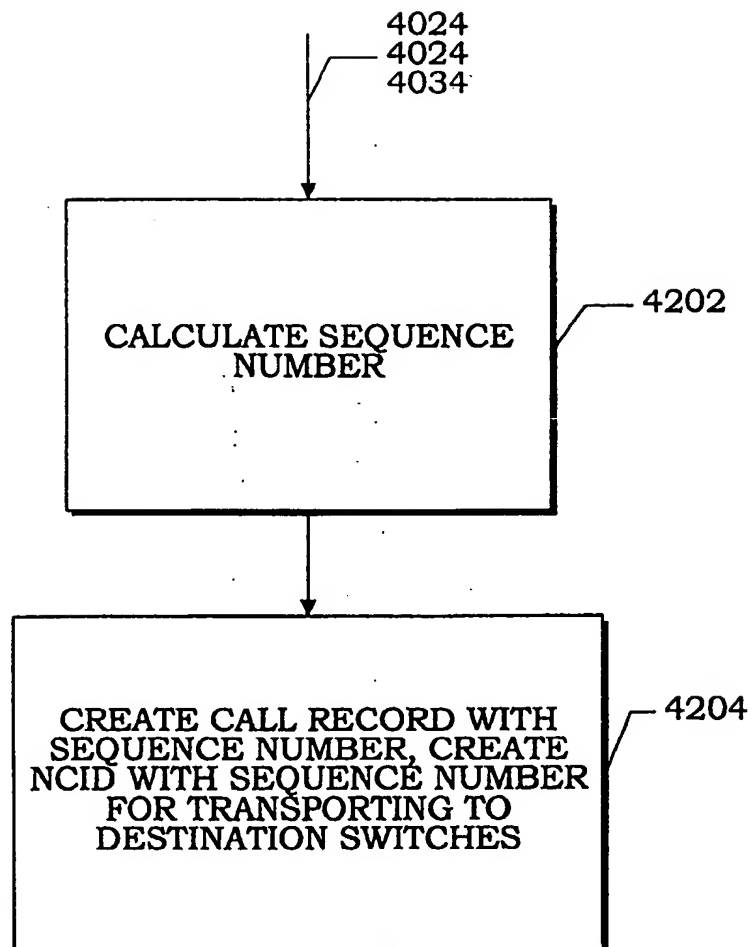 4024
4024
4034
CALCULATE SEQUENCE
NUMBER
4202
CREATE CALL RECORD WITH
SEQUENCE NUMBER, CREATE
NCID WITH SEQUENCE NUMBER
FOR TRANSPORTING TO
DESTINATION SWITCHES
4204